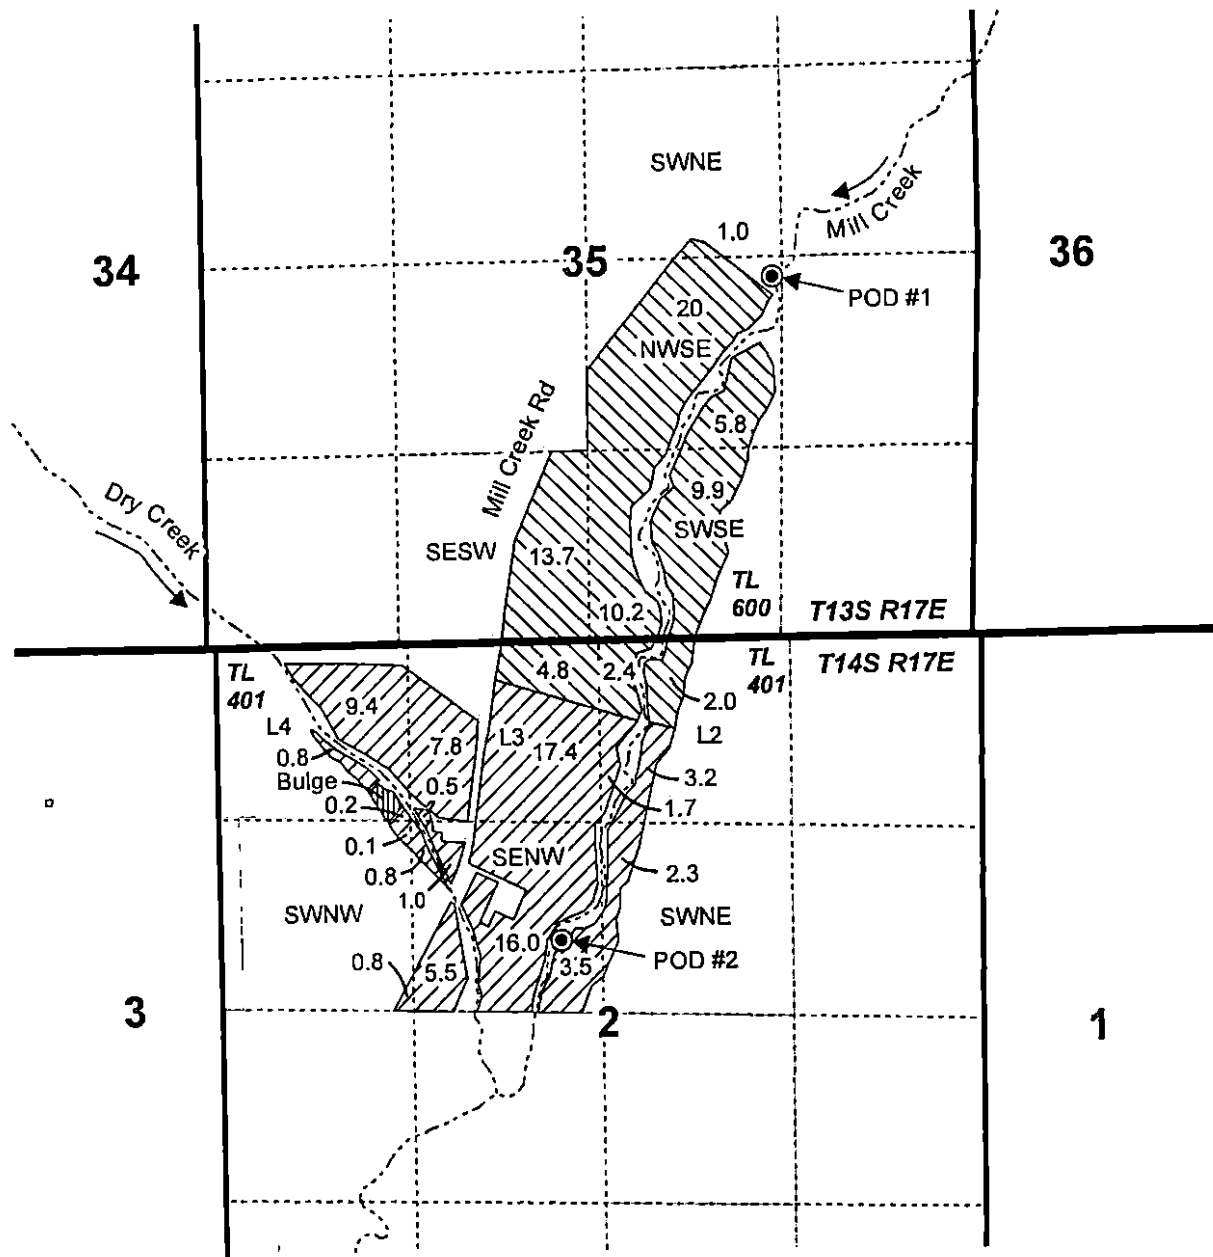 SWNE
Mill Creek
1.0
34
35
36
POD #1
20
NWSE
Mill Creek Rd
5.8
9.9
Dry Creek
SWSE
SESW
13.7
TL
600
10.2
T13S R17E
TL
401
4.8
2.4
TL
401
T14S R17E
2.0
9.4
L4
L3
L2
7.8
17.4
0.8
Bulge
0.5
3.2
0.2
1.7
0.1
SENW
0.8
2.3
1.0
SWNW
SWNE
16.0
POD #2
0.8
5.5
3.5
3
2
1